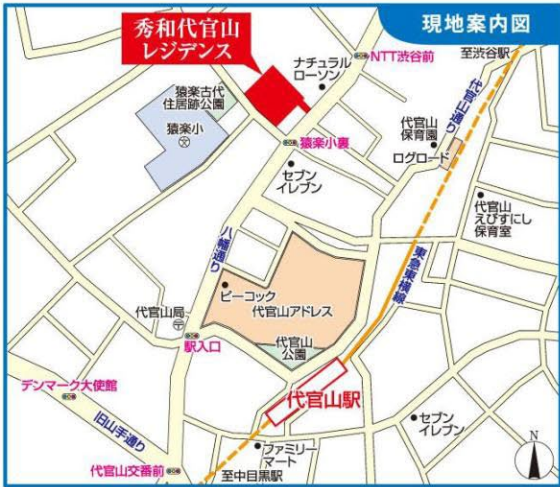 現地案内図
秀和代官山
レジデンス
ナチュラル
ローソン
NTT渋谷前
至渋谷駅
猿楽古代
住居跡公園
猿楽小
文
猿楽小裏
代官山通り
代官山
保育園
ログロード
セブン
イレブン
代官山
えびすにし
保育室
八幡通り
東急東横線
ピーコック
代官山アドレス
代官山局
〒
駅入口
代官山
公園
デンマーク大使館
代官山駅
旧山手通り
セブン
イレブン
ファミリー
マート
代官山交番前
至中目黒駅
N